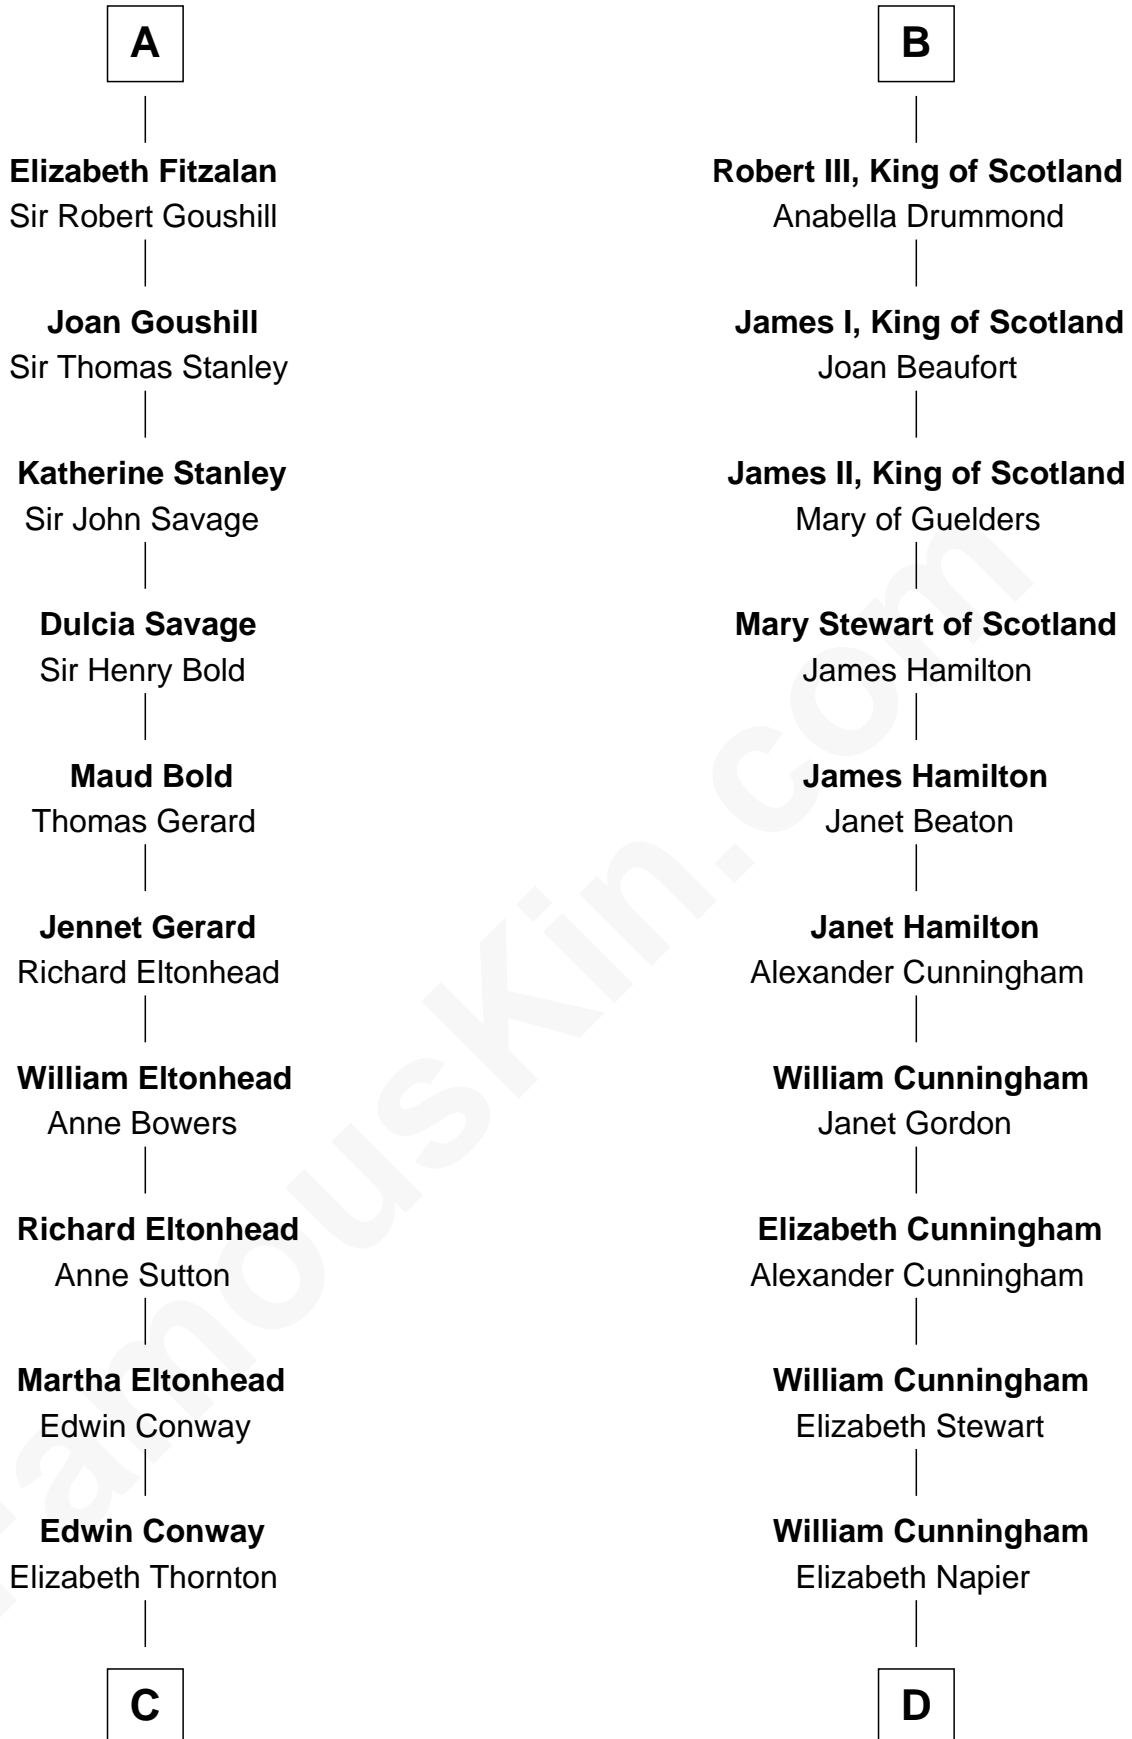 A
Elizabeth Fitzalan
Sir Robert Goushill
Joan Goushill
Sir Thomas Stanley
Katherine Stanley
Sir John Savage
Dulcia Savage
Sir Henry Bold
Maud Bold
Thomas Gerard
Jennet Gerard
Richard Eltonhead
William Eltonhead
Anne Bowers
Richard Eltonhead
Anne Sutton
Martha Eltonhead
Edwin Conway
Edwin Conway
Elizabeth Thornton
C
B
Robert III, King of Scotland
Anabella Drummond
James I, King of Scotland
Joan Beaufort
James II, King of Scotland
Mary of Guelders
Mary Stewart of Scotland
James Hamilton
James Hamilton
Janet Beaton
Janet Hamilton
Alexander Cunningham
William Cunningham
Janet Gordon
Elizabeth Cunningham
Alexander Cunningham
William Cunningham
Elizabeth Stewart
William Cunningham
Elizabeth Napier
D
FamousKin.com